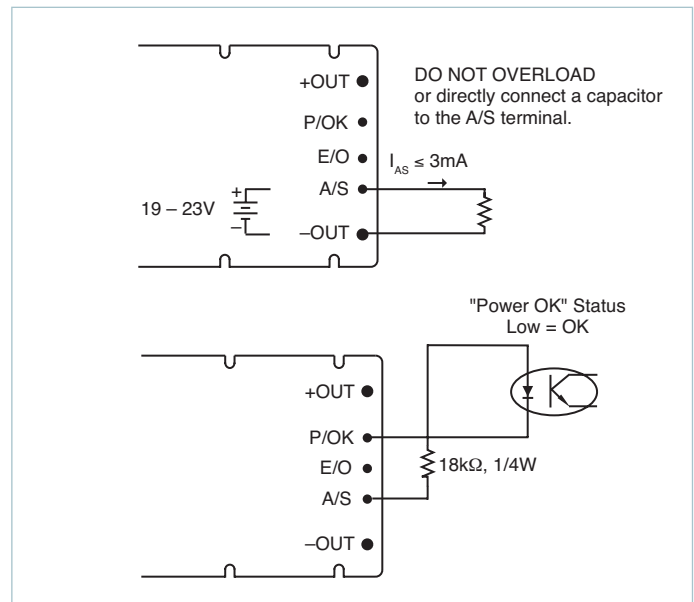 +OUT
P/OK
E/O
A/S
–OUT
19 – 23V
+
–
DO NOT OVERLOAD
or directly connect a capacitor
to the A/S terminal.
I_AS ≤ 3mA
"Power OK" Status
Low = OK
+OUT
P/OK
E/O
A/S
–OUT
18kΩ, 1/4W